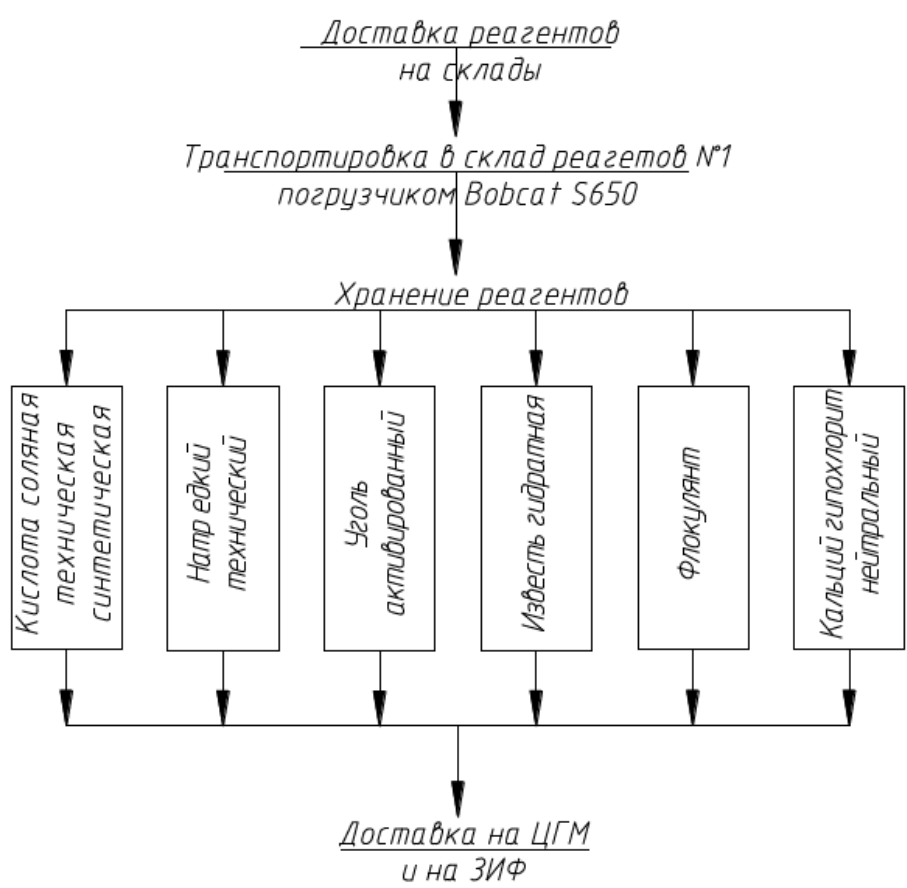 Доставка реагентов
на склады
Транспортировка в склад реагетов №1
погрузчиком Bobcat S650
Хранение реагентов
Кислота соляная
техническая
синтетическая
Натр едкий
технический
Уголь
активированный
Известь гидратная
Флокулянт
Кальций гипохлорит
нейтральный
Доставка на ЦГМ
и на ЗИФ